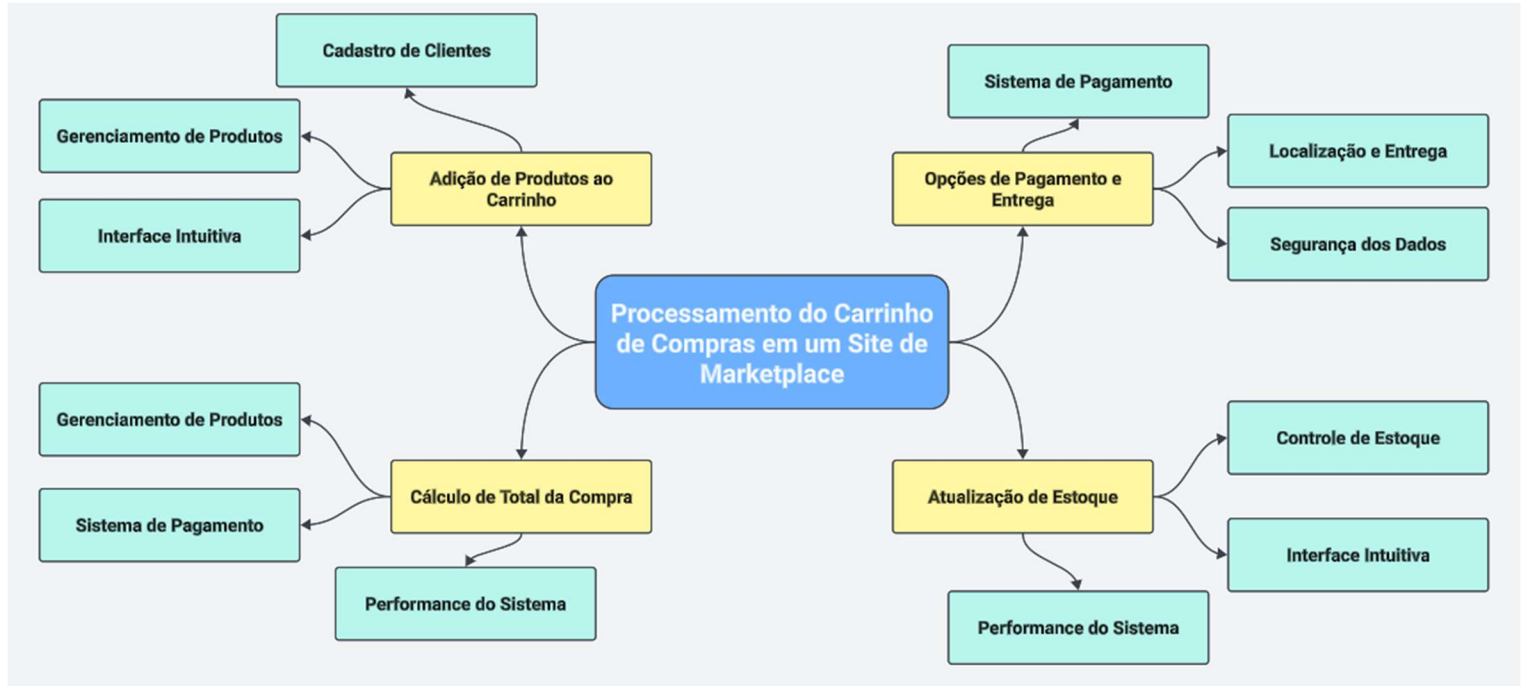 Cadastro de Clientes
Gerenciamento de Produtos
Interface Intuitiva
Adição de Produtos ao
Carrinho
Sistema de Pagamento
Localização e Entrega
Segurança dos Dados
Opções de Pagamento e
Entrega
Processamento do Carrinho
de Compras em um Site de
Marketplace
Gerenciamento de Produtos
Sistema de Pagamento
Cálculo de Total da Compra
Performance do Sistema
Atualização de Estoque
Controle de Estoque
Interface Intuitiva
Performance do Sistema